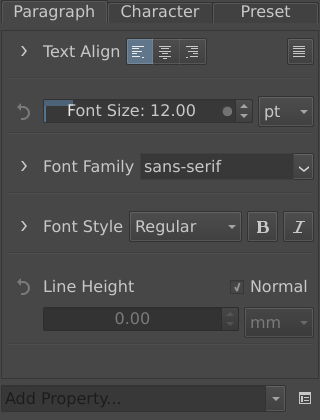 Paragraph Character Preset
Text Align
Font Size: 12.00 pt
Font Family sans-serif
Font Style Regular B I
Line Height Normal
0.00 mm
Add Property...